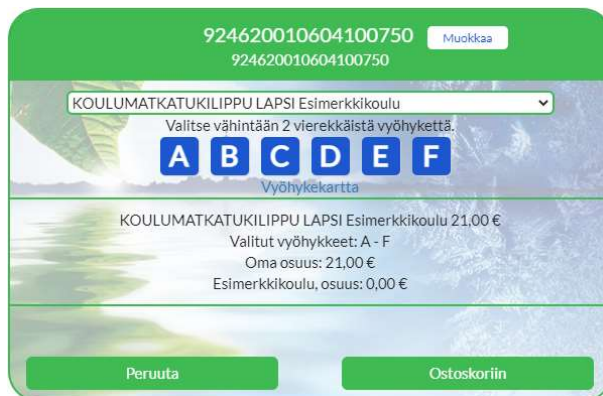 924620010604100750 Muokkaa
924620010604100750
KOULUMATKATUKILIPPU LAPSI Esimerkkikoulu
Valitse vähintään 2 vierekkäistä vyöhykettä.
A B C D E F
Vyöhykekartta
KOULUMATKATUKILIPPU LAPSI Esimerkkikoulu 21,00 €
Valitut vyöhykkeet: A - F
Oma osuus: 21,00 €
Esimerkkikoulu, osuus: 0,00 €
Peruuta Ostoskoriin